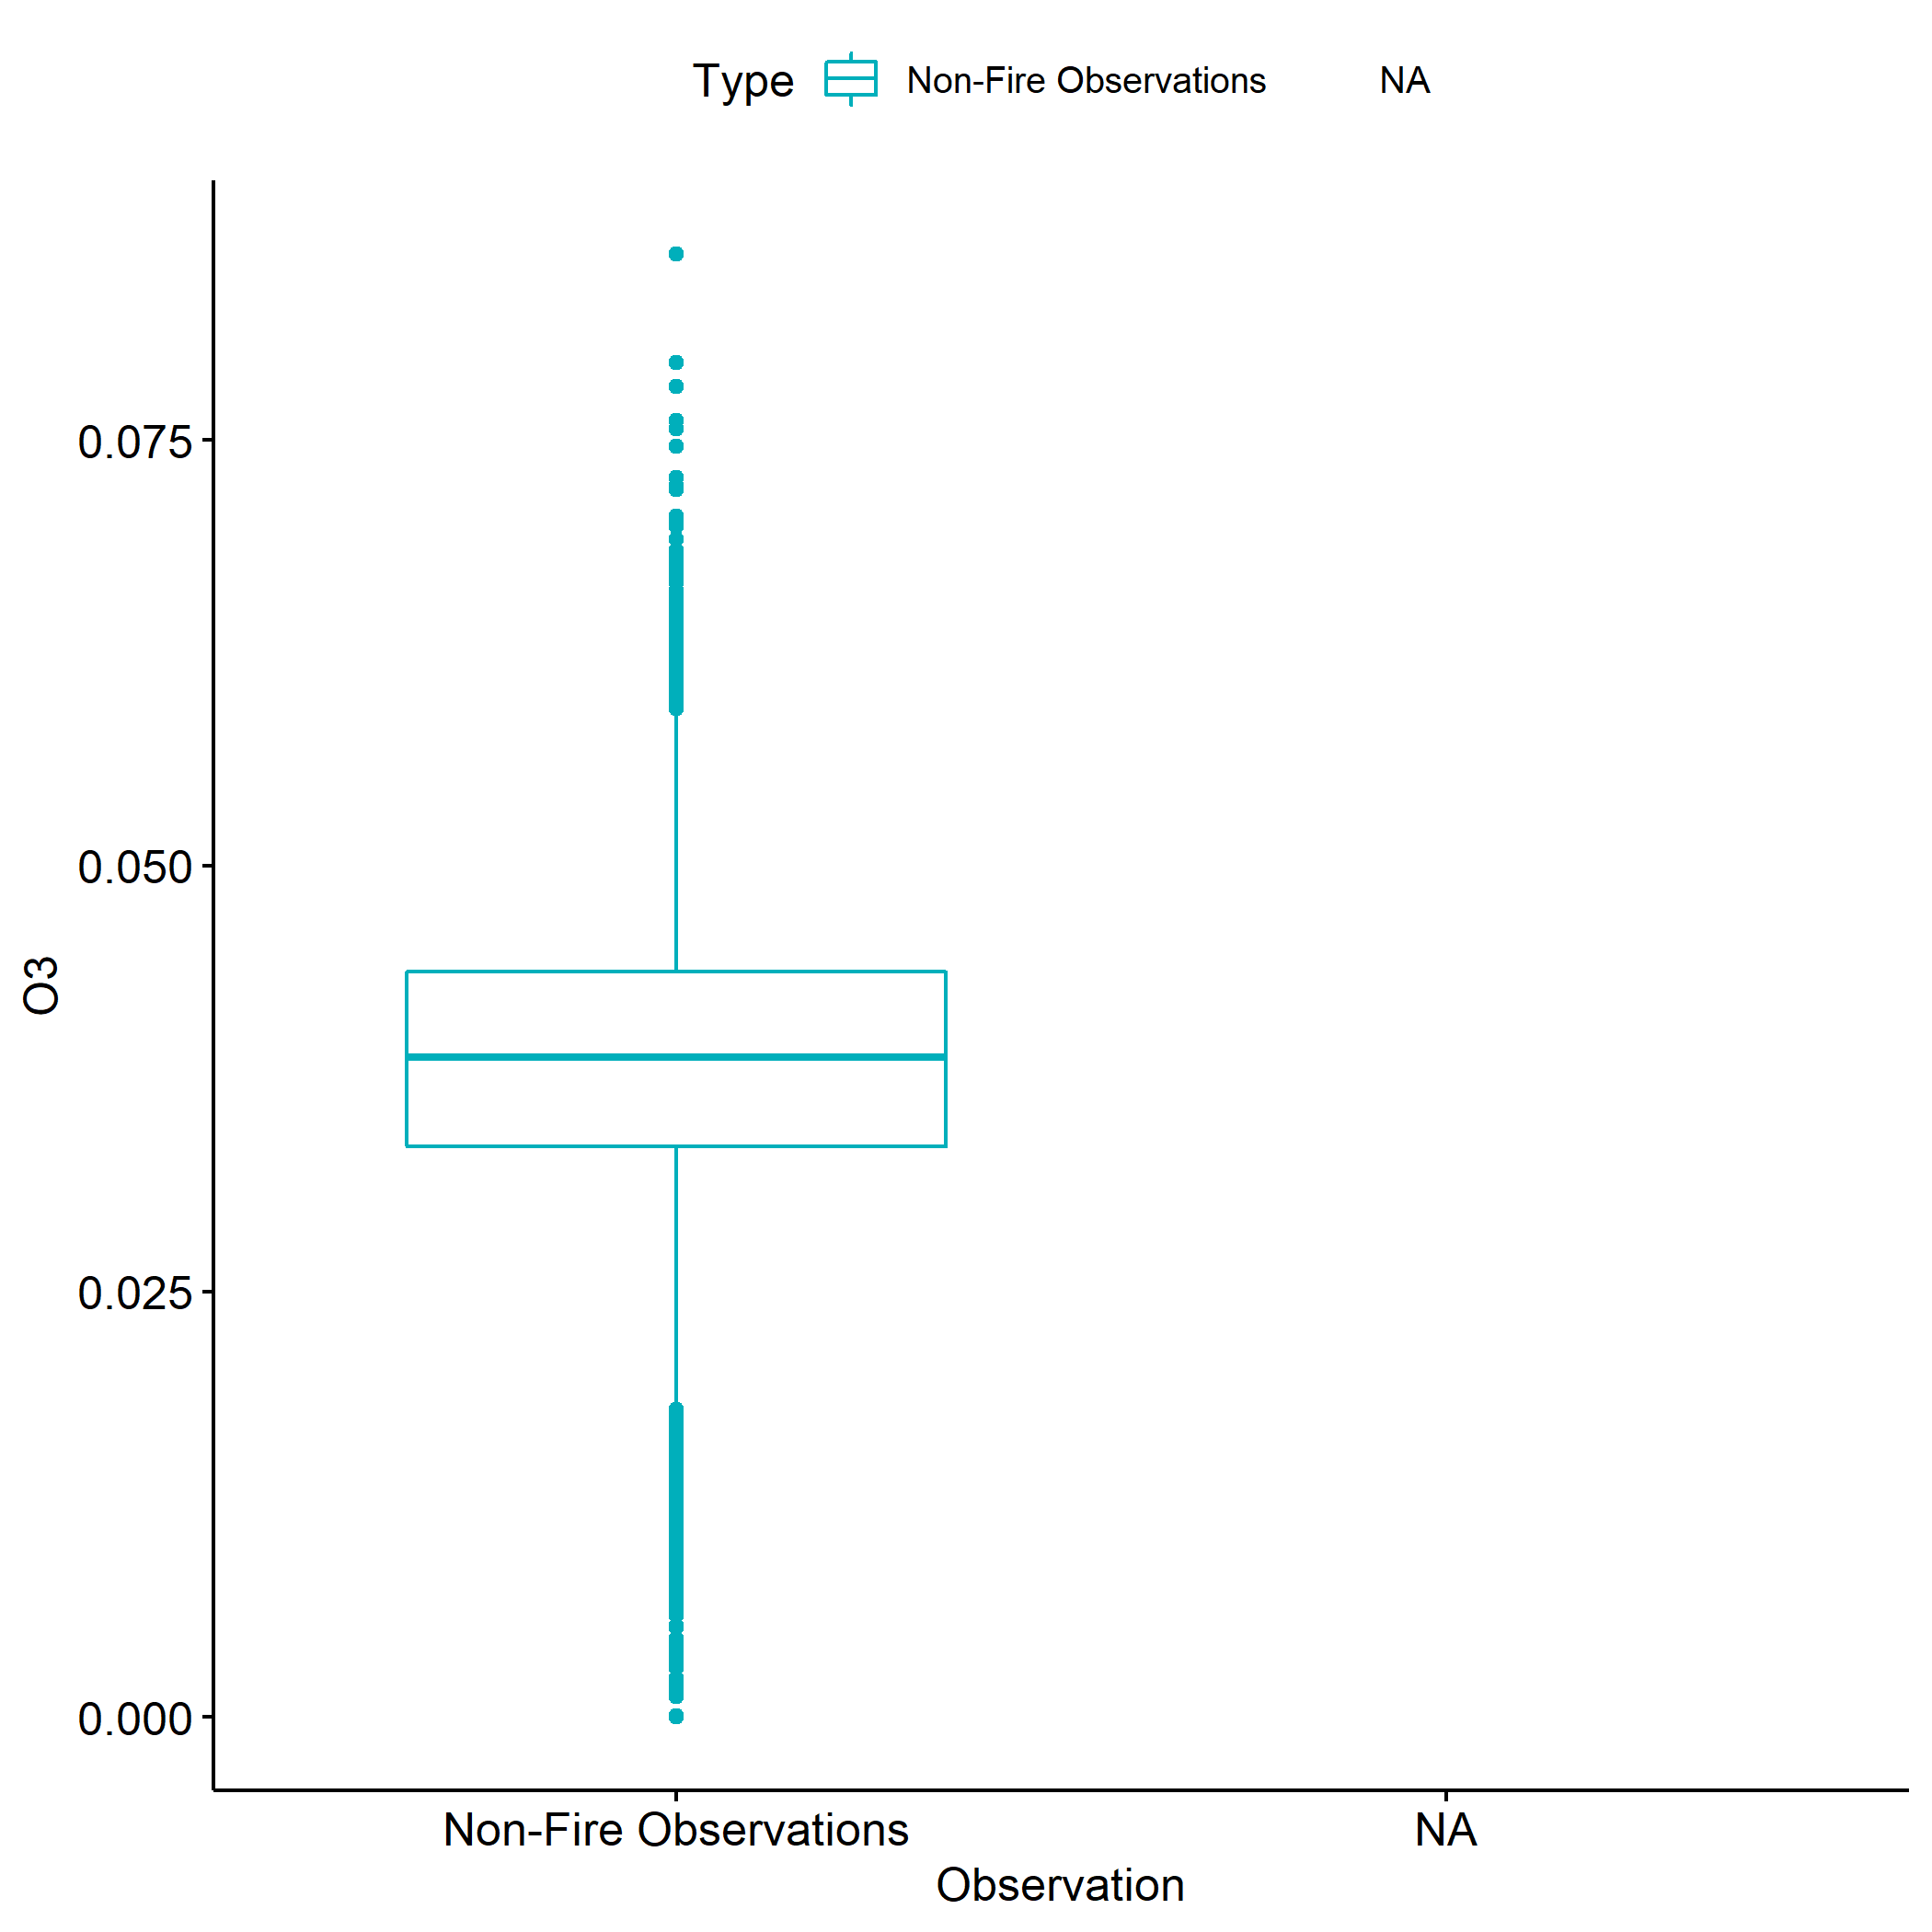 Type Non-Fire Observations NA
0.075
0.050
O3
0.025
0.000
Non-Fire Observations NA
Observation